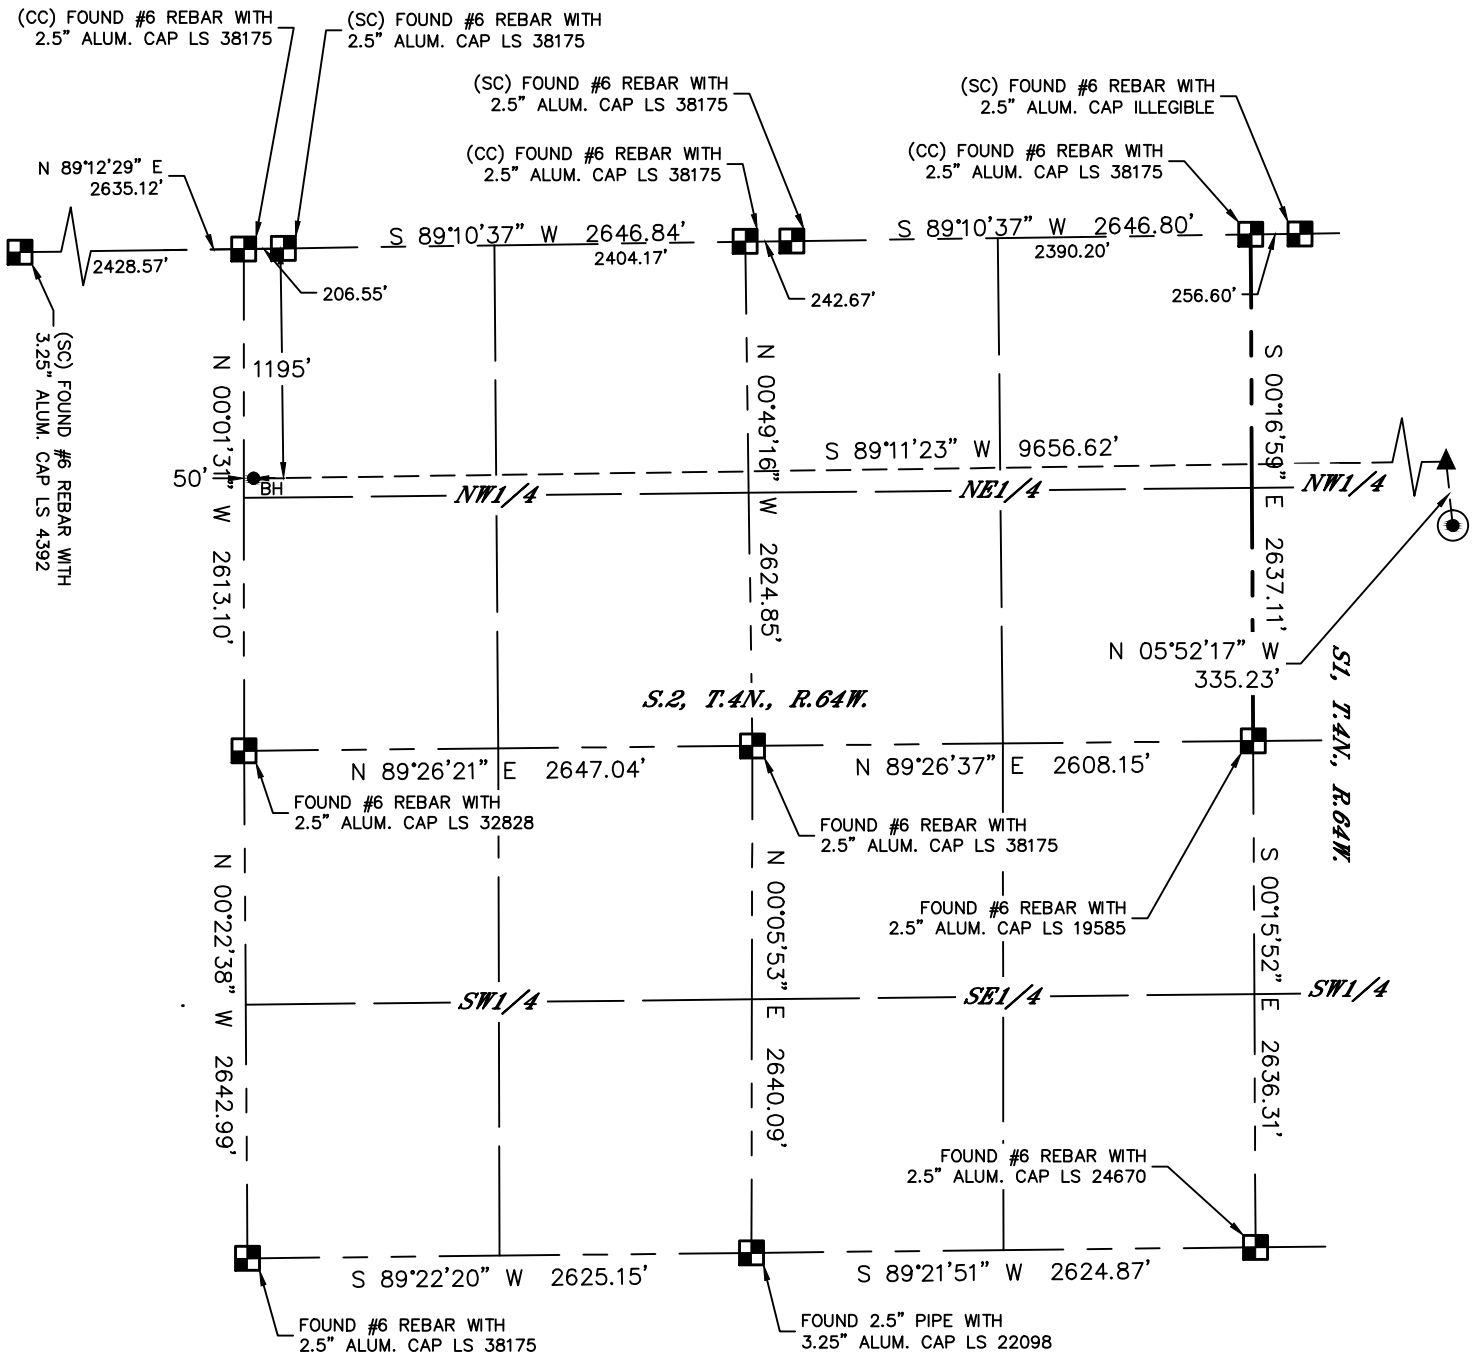 (CC) FOUND #6 REBAR WITH
2.5" ALUM. CAP LS 38175
(SC) FOUND #6 REBAR WITH
2.5" ALUM. CAP LS 38175
(SC) FOUND #6 REBAR WITH
2.5" ALUM. CAP LS 38175
(SC) FOUND #6 REBAR WITH
2.5" ALUM. CAP ILLEGIBLE
(CC) FOUND #6 REBAR WITH
2.5" ALUM. CAP LS 38175
(CC) FOUND #6 REBAR WITH
2.5" ALUM. CAP LS 38175
N 89°12'29" E
2635.12'
2428.57'
S 89°10'37" W 2646.84'
2404.17'
S 89°10'37" W 2646.80'
2390.20'
206.55'
242.67'
256.60'
(SC) FOUND #6 REBAR WITH
3.25" ALUM. CAP LS 4392
N 00°01'31" W 2613.10'
1195'
N 00°49'16" W 2624.85'
S 00°16'59" E 2637.11'
50'
BH
S 89°11'23" W 9656.62'
NW1/4
NE1/4
NW1/4
N 05°52'17" W
335.23'
S.2, T.4N., R.64W.
S1, T.4N., R.64W.
N 89°26'21" E 2647.04'
N 89°26'37" E 2608.15'
FOUND #6 REBAR WITH
2.5" ALUM. CAP LS 32828
FOUND #6 REBAR WITH
2.5" ALUM. CAP LS 38175
FOUND #6 REBAR WITH
2.5" ALUM. CAP LS 19585
N 00°22'38" W 2642.99'
N 00°05'53" E 2640.09'
S 00°15'52" E 2636.31'
SW1/4
SE1/4
SW1/4
FOUND #6 REBAR WITH
2.5" ALUM. CAP LS 24670
S 89°22'20" W 2625.15'
S 89°21'51" W 2624.87'
FOUND #6 REBAR WITH
2.5" ALUM. CAP LS 38175
FOUND 2.5" PIPE WITH
3.25" ALUM. CAP LS 22098